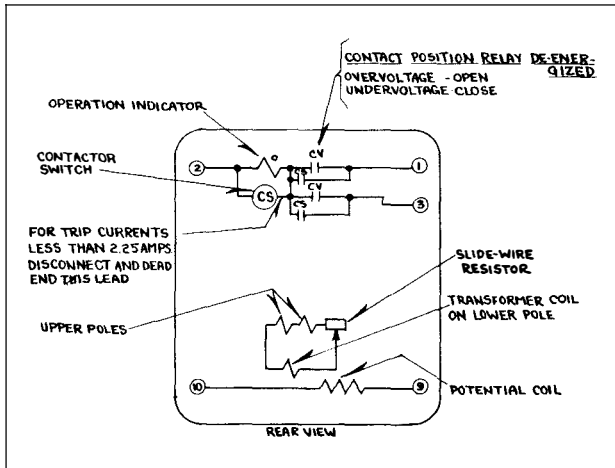 CONTACT POSITION RELAY DE-ENER-
GIZED
OVERVOLTAGE - OPEN
UNDERVOLTAGE-CLOSE
OPERATION INDICATOR
CONTACTOR
SWITCH
2
O
CV
CS
1
CS
CV
CS
3
FOR TRIP CURRENTS
LESS THAN 2.25 AMPS.
DISCONNECT AND DEAD
END THIS LEAD
SLIDE-WIRE
RESISTOR
TRANSFORMER COIL
ON LOWER POLE
UPPER POLES
10
9
POTENTIAL COIL
REAR VIEW